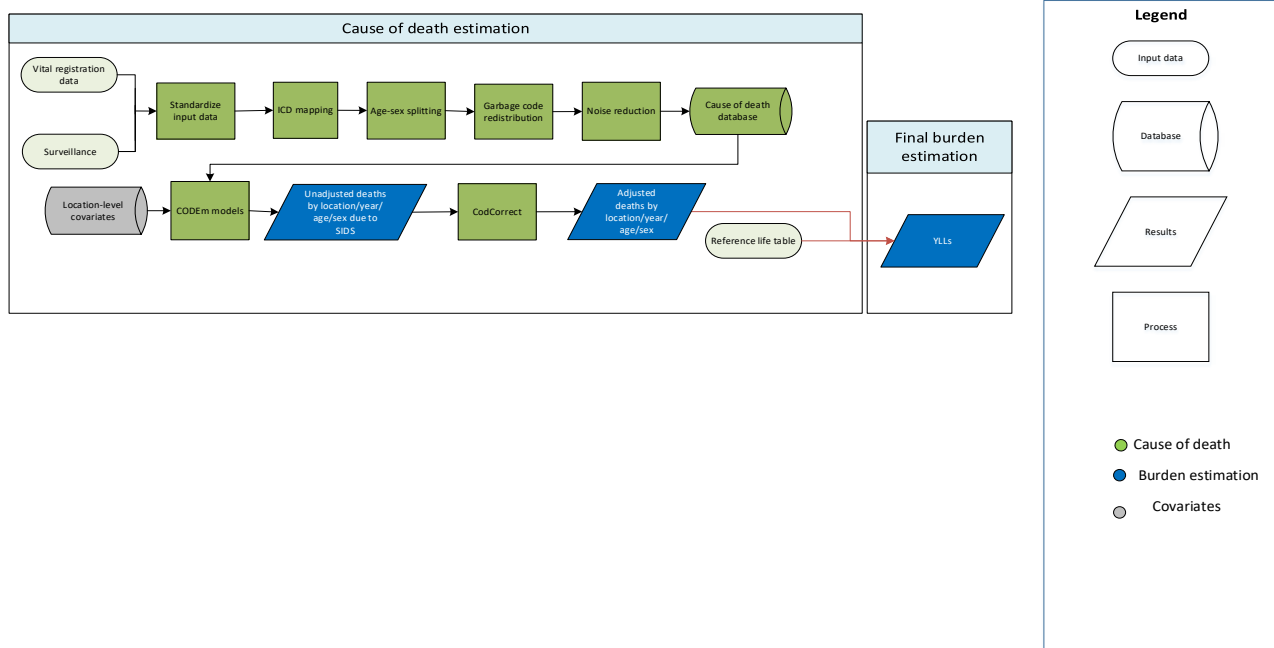 Cause of death estimation
Vital registration
data
Surveillance
Standardize
input data
ICD mapping
Age-sex splitting
Garbage code
redistribution
Noise reduction
Cause of death
database
Location-level
covariates
CODEm models
Unadjusted deaths
by location/year/
age/sex due to
SIDS
CodCorrect
Adjusted
deaths by
location/year/
age/sex
Reference life table
Final burden
estimation
YLLs
Legend
Input data
Database
Results
Process
Cause of death
Burden estimation
Covariates